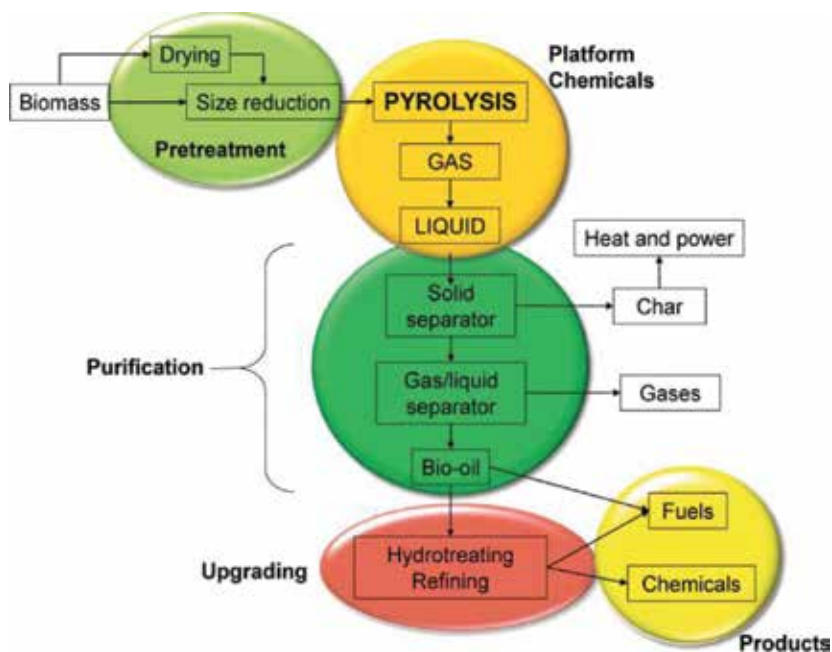 Drying
Platform
Chemicals
Biomass
Size reduction
PYROLYSIS
Pretreatment
GAS
LIQUID
Heat and power
Solid
separator
Char
Purification
Gas/liquid
separator
Gases
Bio-oil
Fuels
Upgrading
Hydrotreating
Refining
Chemicals
Products